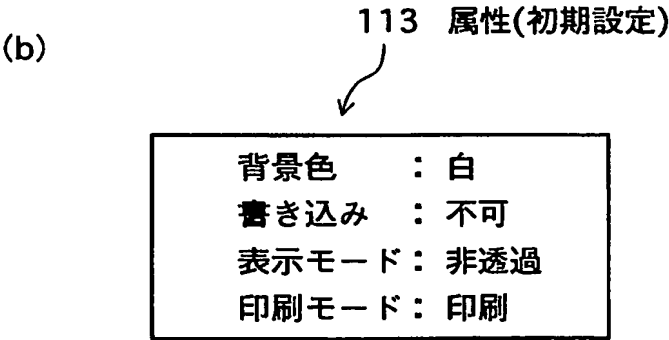 (b)
113 属性(初期設定)
背景色 : 白
書き込み : 不可
表示モード : 非透過
印刷モード : 印刷